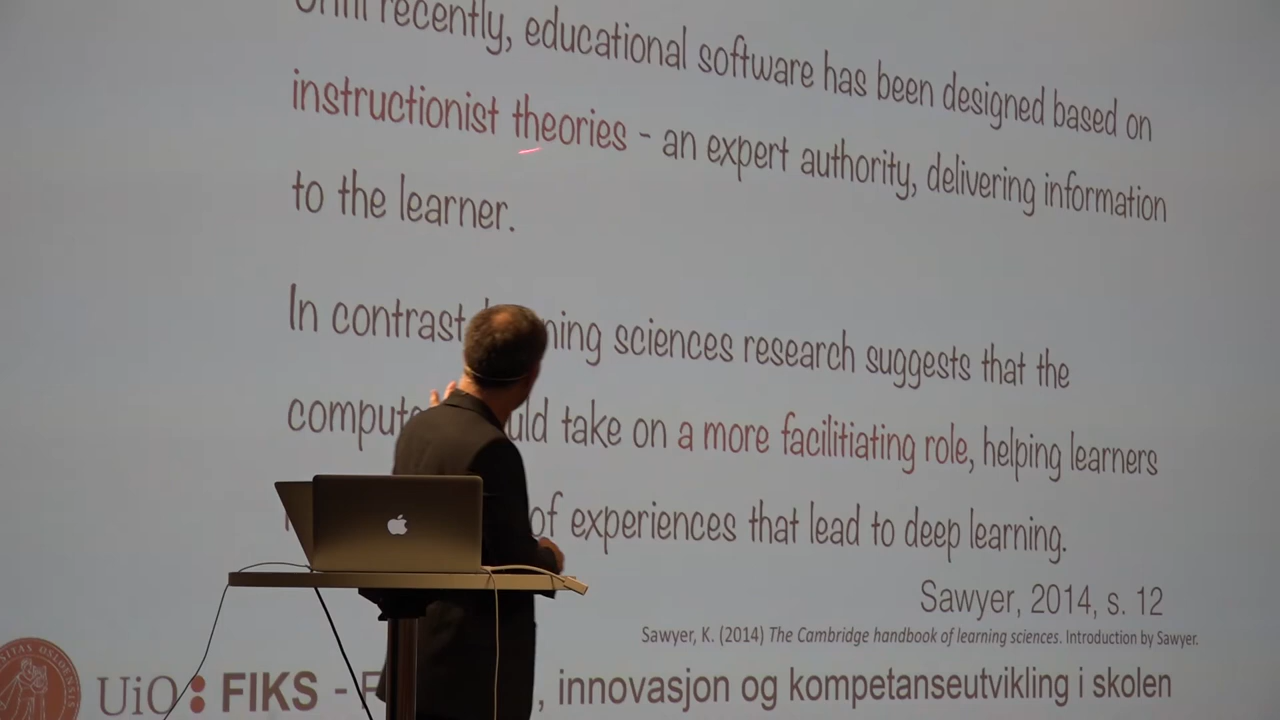 Until recently, educational software has been designed based on
instructionist theories - an expert authority, delivering information
to the learner.
In contrast ning sciences research suggests that the
compute uld take on a more facilitiating role, helping learners
of experiences that lead to deep learning.
Sawyer, 2014, s. 12
Sawyer, K. (2014) The Cambridge handbook of learning sciences. Introduction by Sawyer.
UiO FIKS - F , innovasjon og kompetanseutvikling i skolen